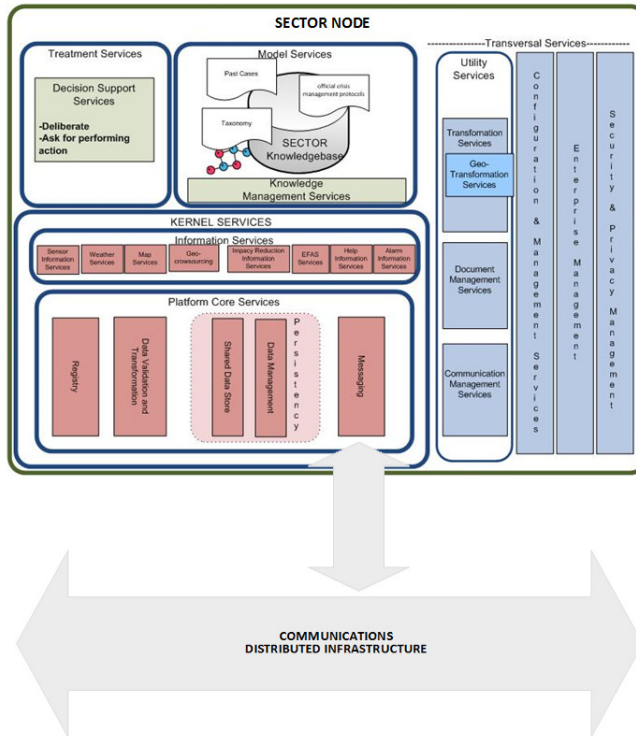 SECTOR NODE
Treatment Services
Decision Support
Services
-Deliberate
-Ask for performing
action
Model Services
Past Cases
official crisis
management protocols
Taxonomy
SECTOR
Knowledgebase
Knowledge
Management Services
Transversal Services
Utility
Services
Transfomation
Services
Geo-
Transformation
Services
Document
Management
Services
Communication
Management
Services
Configuration & Management Services
Enterprise Management
Security & Privacy Management
KERNEL SERVICES
Information Services
Sensor
Information
Services
Weather
Services
Map
Services
Geo-
crowsourcing
Impacy Reduction
Information
Services
EFAS
Services
Help
Information
Services
Alarm
Information
Services
Platform Core Services
Registry
Data Validation and
Transformation
Shared Data Store
Data Management
Persistency
Messaging
COMMUNICATIONS
DISTRIBUTED INFRASTRUCTURE